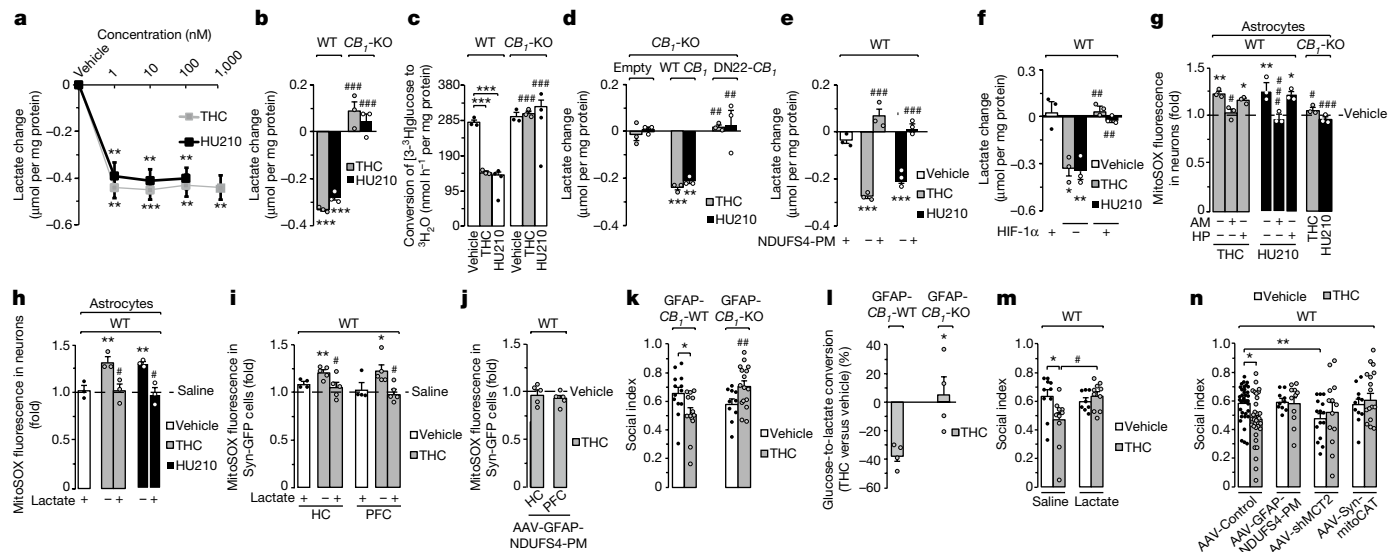 a
Concentration (nM)
Vehicle
1
10
100
1,000
0
−0.2
−0.4
−0.6
Lactate change
(μmol per mg protein)
THC
HU210
**
**
**
**
***
**
**
b
WT
CB1-KO
0.2
0
−0.2
−0.4
Lactate change
(μmol per mg protein)
###
###
THC
HU210
***
***
c
WT
CB1-KO
380
285
190
95
0
Conversion of [3-3H]glucose to
3H2O (nmol h−1 per mg protein)
***
***
###
###
Vehicle
THC
HU210
Vehicle
THC
HU210
d
CB1-KO
Empty
WT CB1
DN22-CB1
0.4
0.2
0
−0.2
−0.4
Lactate change
(μmol per mg protein)
##
##
***
**
THC
HU210
e
WT
0.2
0.1
0
−0.1
−0.2
−0.3
−0.4
Lactate change
(μmol per mg protein)
###
###
***
***
Vehicle
THC
HU210
NDUFS4-PM
+
−
+
−
+
f
WT
0.3
0
−0.3
−0.6
Lactate change
(μmol per mg protein)
##
##
*
**
Vehicle
THC
HU210
HIF-1α
+
−
+
g
Astrocytes
WT
CB1-KO
1.5
1.0
0.5
0
MitoSOX fluorescence
in neurons (fold)
**
#
*
**
###
*
#
###
Vehicle
AM
− + −
− + −
HP
− − +
− − +
THC
HU210
THC
HU210
h
Astrocytes
WT
1.5
1.0
0.5
0
MitoSOX fluorescence in neurons
(fold)
**
#
**
#
Saline
Vehicle
THC
HU210
Lactate
+
− +
− +
i
WT
1.5
1.0
0.5
0
MitoSOX fluorescence in
Syn-GFP cells (fold)
**
#
*
#
Saline
Vehicle
THC
Lactate
+ − +
+ − +
HC
PFC
j
WT
1.5
1.0
0.5
0
MitoSOX fluorescence in
Syn-GFP cells (fold)
Vehicle
THC
HC
PFC
AAV-GFAP-
NDUFS4-PM
k
GFAP-
CB1-WT
GFAP-
CB1-KO
1.0
0.8
0.6
0.4
0.2
0
Social index
*
##
Vehicle
THC
l
GFAP-
CB1-WT
GFAP-
CB1-KO
40
20
0
−20
−40
−60
Glucose-to-lactate conversion
(THC versus vehicle) (%)
*
THC
m
WT
1.0
0.8
0.6
0.4
0.2
0
Social index
*
#
Vehicle
THC
Saline
Lactate
n
Vehicle
THC
WT
1.0
0.8
0.6
0.4
0.2
0
Social index
*
**
AAV-Control
AAV-GFAP-
NDUFS4-PM
AAV-shMCT2
AAV-Syn-
mitoCAT